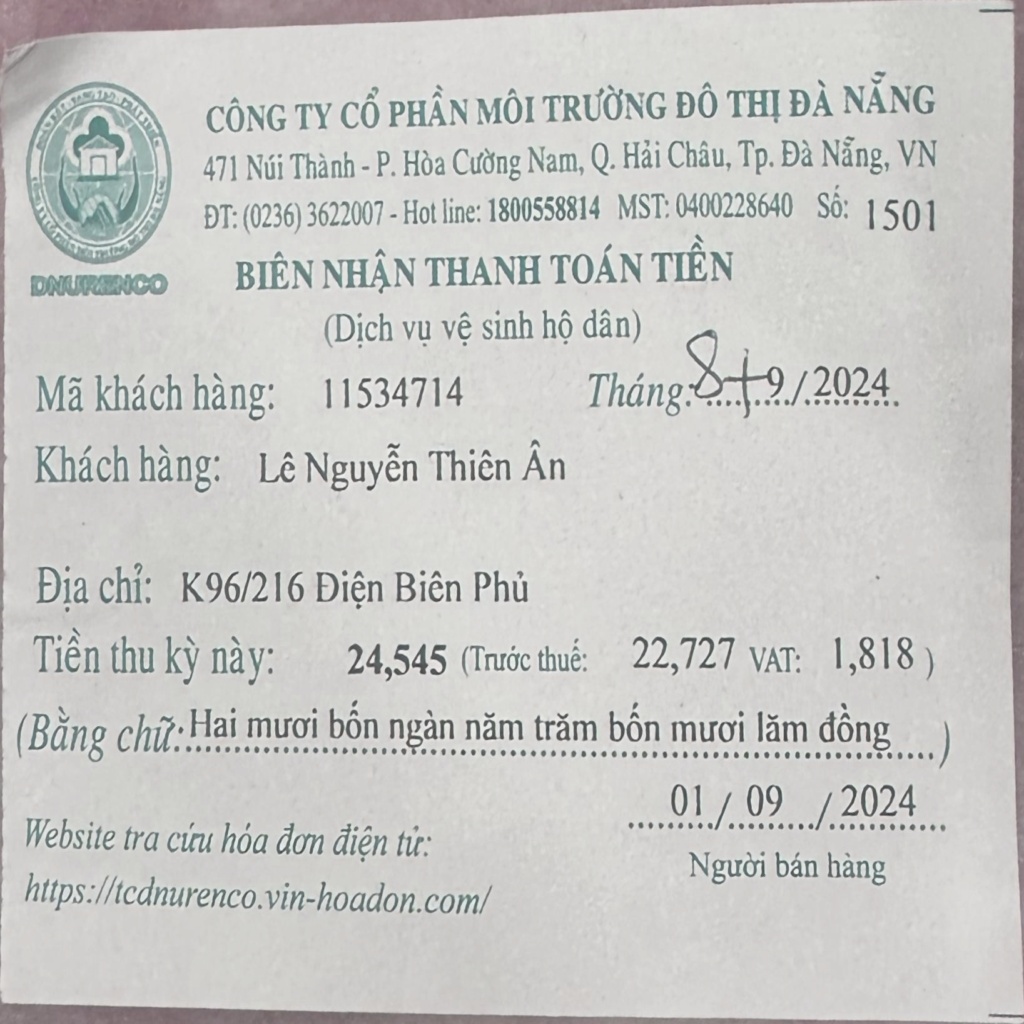 CÔNG TY CỔ PHẦN MÔI TRƯỜNG ĐÔ THỊ ĐÀ NẴNG
471 Núi Thành - P. Hòa Cường Nam, Q. Hải Châu, Tp. Đà Nẵng, VN
ĐT: (0236) 3622007 - Hot line: 1800558814 MST: 0400228640 Số: 1501
DNURENCO
BIÊN NHẬN THANH TOÁN TIỀN
(Dịch vụ vệ sinh hộ dân)
Mã khách hàng: 11534714 Tháng: 8+9/2024
Khách hàng: Lê Nguyễn Thiên Ân
Địa chỉ: K96/216 Điện Biên Phủ
Tiền thu kỳ này: 24,545 (Trước thuế: 22,727 VAT: 1,818 )
(Bằng chữ: Hai mươi bốn ngàn năm trăm bốn mươi lăm đồng )
01 / 09 / 2024
Người bán hàng
Website tra cứu hóa đơn điện tử:
https://tcdnurenco.vin-hoadon.com/